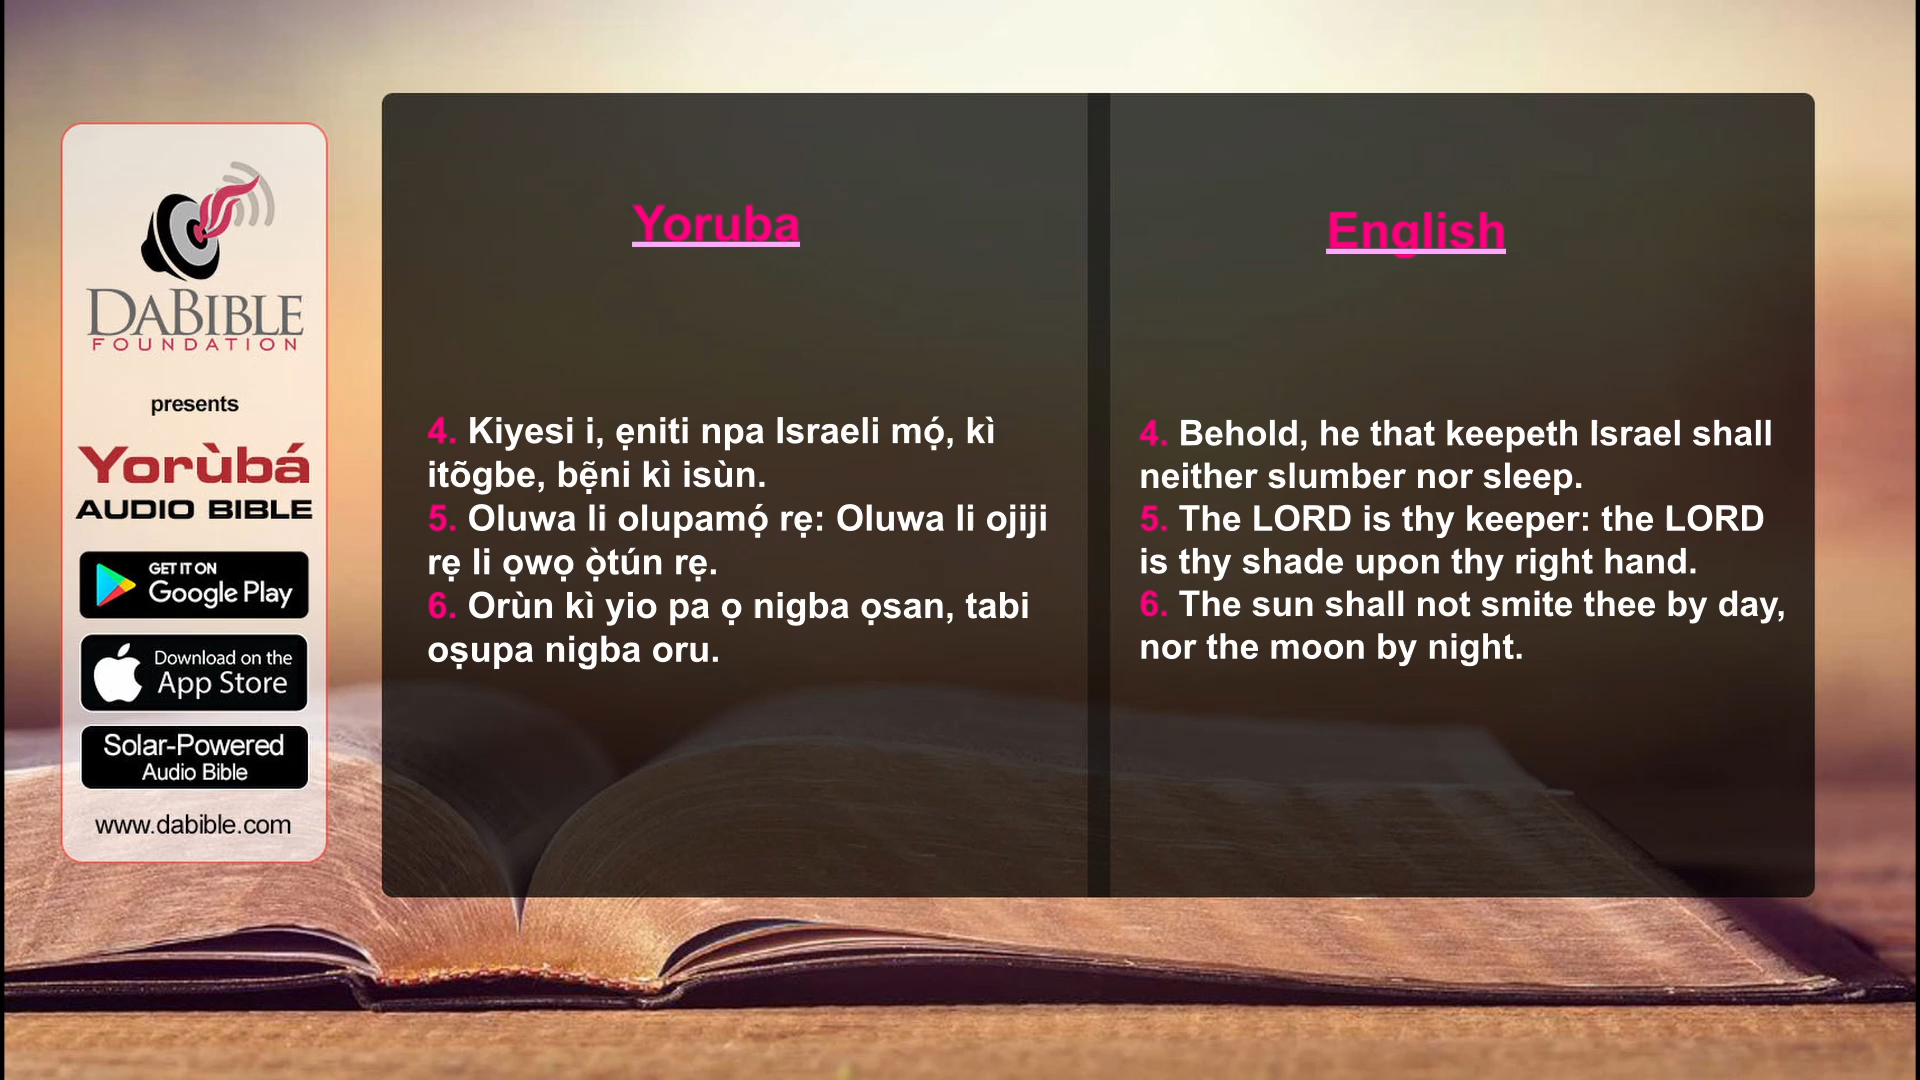 DABIBLE
FOUNDATION
presents
Yorùbá
AUDIO BIBLE
GET IT ON
Google Play
Download on the
App Store
Solar-Powered
Audio Bible
www.dabible.com
Yoruba
4. Kiyesi i, ẹniti npa Israeli mọ́, kì
itõgbe, bẹ̃ni kì isùn.
5. Oluwa li olupamọ́ rẹ: Oluwa li ojiji
rẹ li ọwọ ọ̀tún rẹ.
6. Orùn kì yio pa ọ nigba ọsan, tabi
oṣupa nigba oru.
English
4. Behold, he that keepeth Israel shall
neither slumber nor sleep.
5. The LORD is thy keeper: the LORD
is thy shade upon thy right hand.
6. The sun shall not smite thee by day,
nor the moon by night.